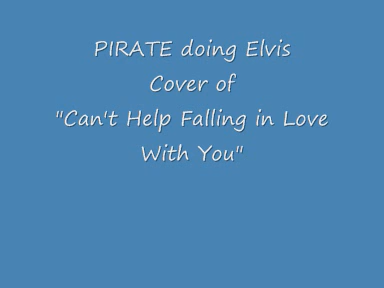 PIRATE doing Elvis
Cover of
"Can't Help Falling in Love
With You"